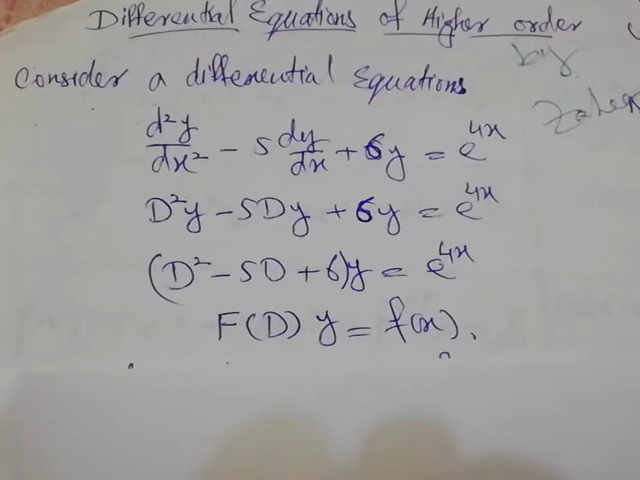 Differential Equations of Higher order
by
Consider a differential Equations
d²y/dx² - 5 dy/dx + 6y = e^4x
D²y - 5Dy + 6y = e^4x
(D² - 5D + 6)y = e^4x
F(D) y = f(x).